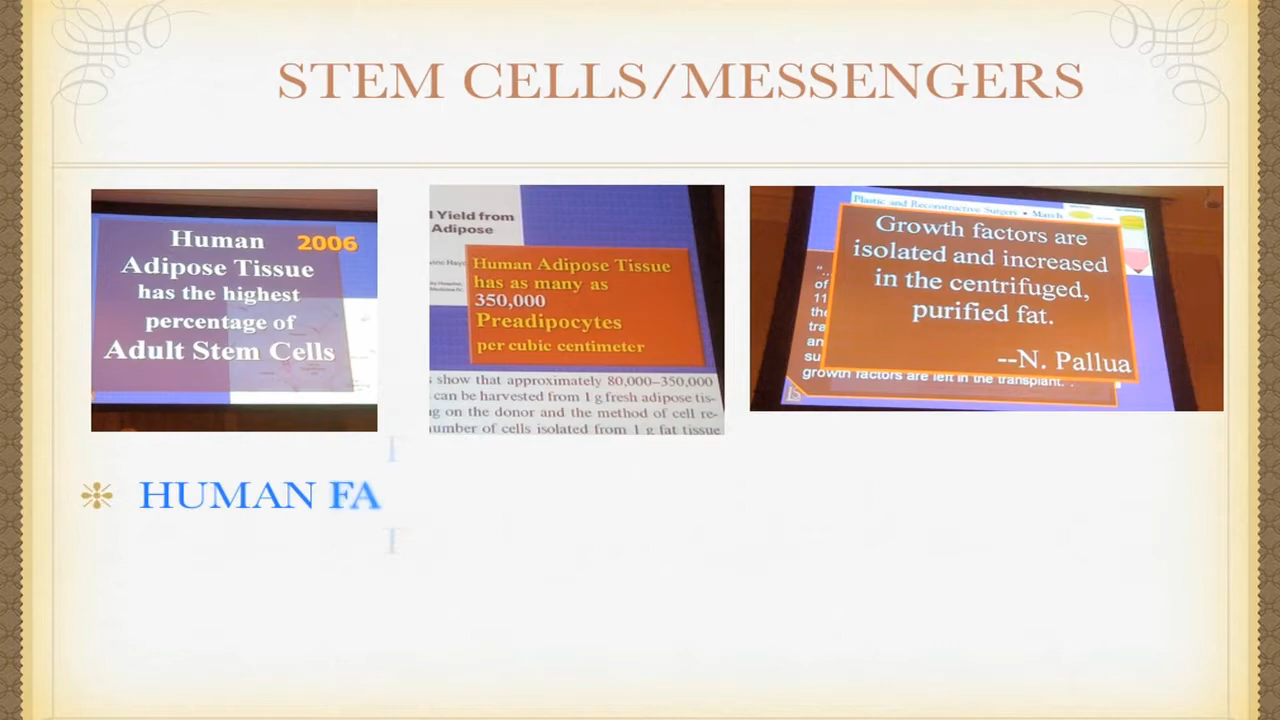 STEM CELLS/MESSENGERS
Human 2006
Adipose Tissue
has the highest
percentage of
Adult Stem Cells
l Yield from
Adipose
Human Adipose Tissue
has as many as
350,000
Preadipocytes
per cubic centimeter
show that approximately 80,000–350,000
can be harvested from 1 g fresh adipose tis-
g on the donor and the method of cell re-
umber of cells isolated from 1 g fat tissue
Plastic and Reconstructive Surgery • March
Growth factors are
isolated and increased
in the centrifuged,
purified fat.
--N. Pallua
growth factors are left in the transplant.
HUMAN FA